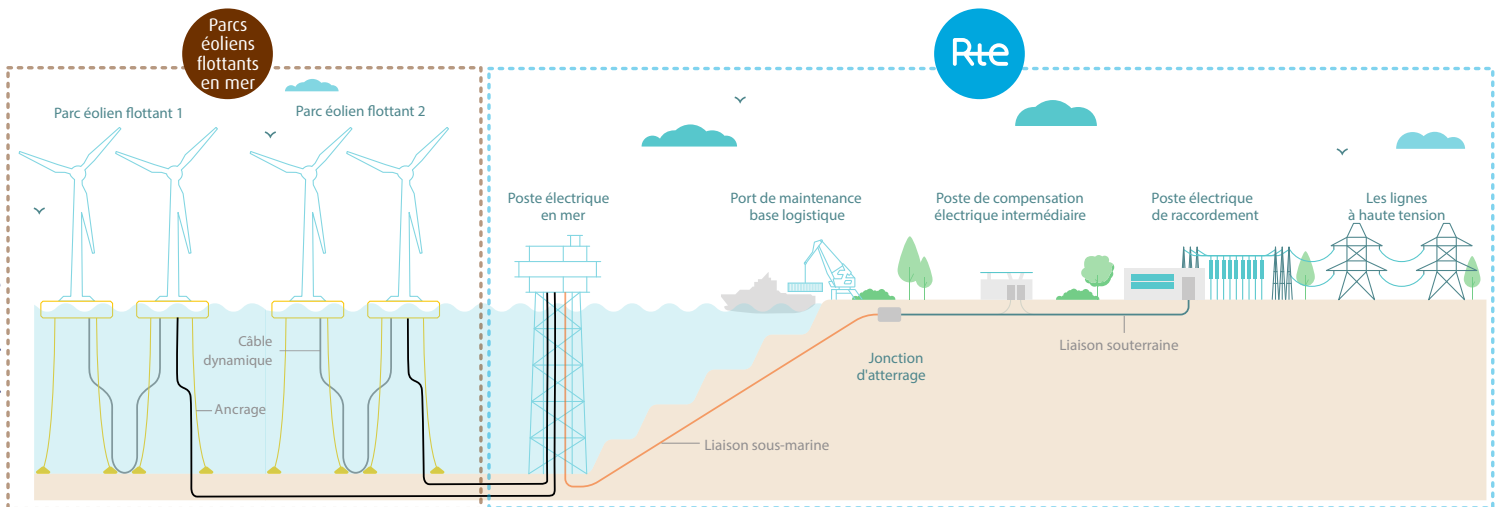 Parcs
éoliens
flottants
en mer
Rte
Parc éolien flottant 1
Parc éolien flottant 2
Poste électrique
en mer
Port de maintenance
base logistique
Poste de compensation
électrique intermédiaire
Poste électrique
de raccordement
Les lignes
à haute tension
Câble
dynamique
Ancrage
Liaison sous-marine
Jonction
d'atterrage
Liaison souterraine